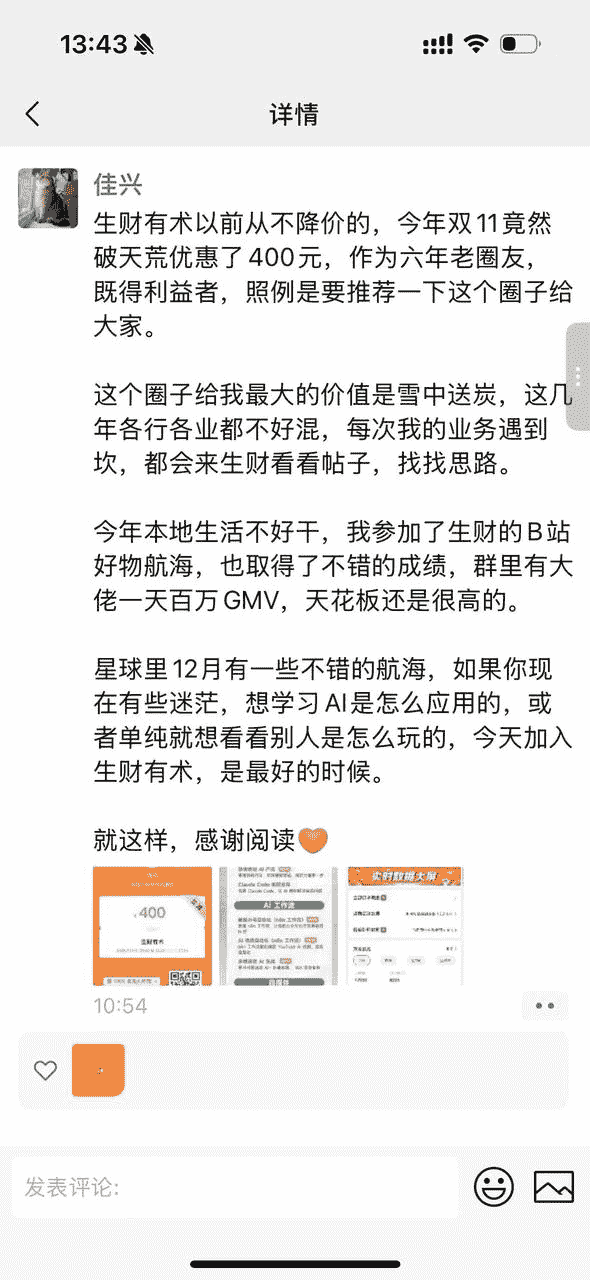 13:43
详情
佳兴
生财有术以前从不降价的，今年双11竟然
破天荒优惠了400元，作为六年老圈友，
既得利益者，照例是要推荐一下这个圈子给
大家。
这个圈子给我最大的价值是雪中送炭，这几
年各行各业都不好混，每次我的业务遇到
坎，都会来生财看看帖子，找找思路。
今年本地生活不好干，我参加了生财的B站
好物航海，也取得了不错的成绩，群里有大
佬一天百万GMV，天花板还是很高的。
星球里12月有一些不错的航海，如果你现
在有些迷茫，想学习AI是怎么应用的，或
者单纯就想看看别人是怎么玩的，今天加入
生财有术，是最好的时候。
就这样，感谢阅读🧡
¥400
生财有术
AI 工作流
实时数据大屏
10:54
发表评论: